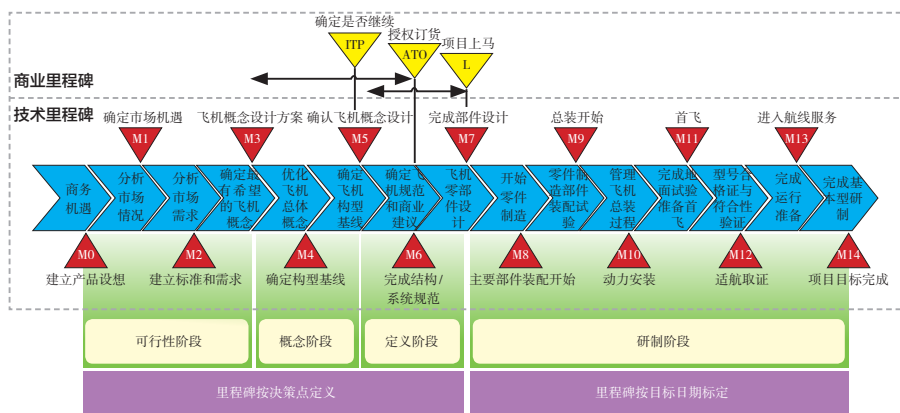 确定是否继续
ITP
授权订货
ATO
项目上马
L
商业里程碑
技术里程碑
确定市场机遇
M1
飞机概念设计方案
M3
确认飞机概念设计
M5
完成部件设计
M7
总装开始
M9
首飞
M11
进入航线服务
M13
商务
机遇
分析
市场
情况
分析
市场
需求
确定最
有希望
的飞机
概念
优化
飞机
总体
概念
确定
飞机
构型
基线
确定飞
机规范
和商业
建议
飞机
零部
件设
计
开始
零件
制造
零件制
造部件
装配试
验
管理
飞机
总装
过程
完成地
面试验
准备首
飞
型号合
格证与
符合性
验证
完成
运行
准备
完成基
本型研
制
M0
建立产品设想
M2
建立标准和需求
M4
确定构型基线
M6
完成结构/
系统规范
M8
主要部件装配开始
M10
动力安装
M12
适航取证
M14
项目目标完成
可行性阶段
概念阶段
定义阶段
研制阶段
里程碑按决策点定义
里程碑按目标日期标定